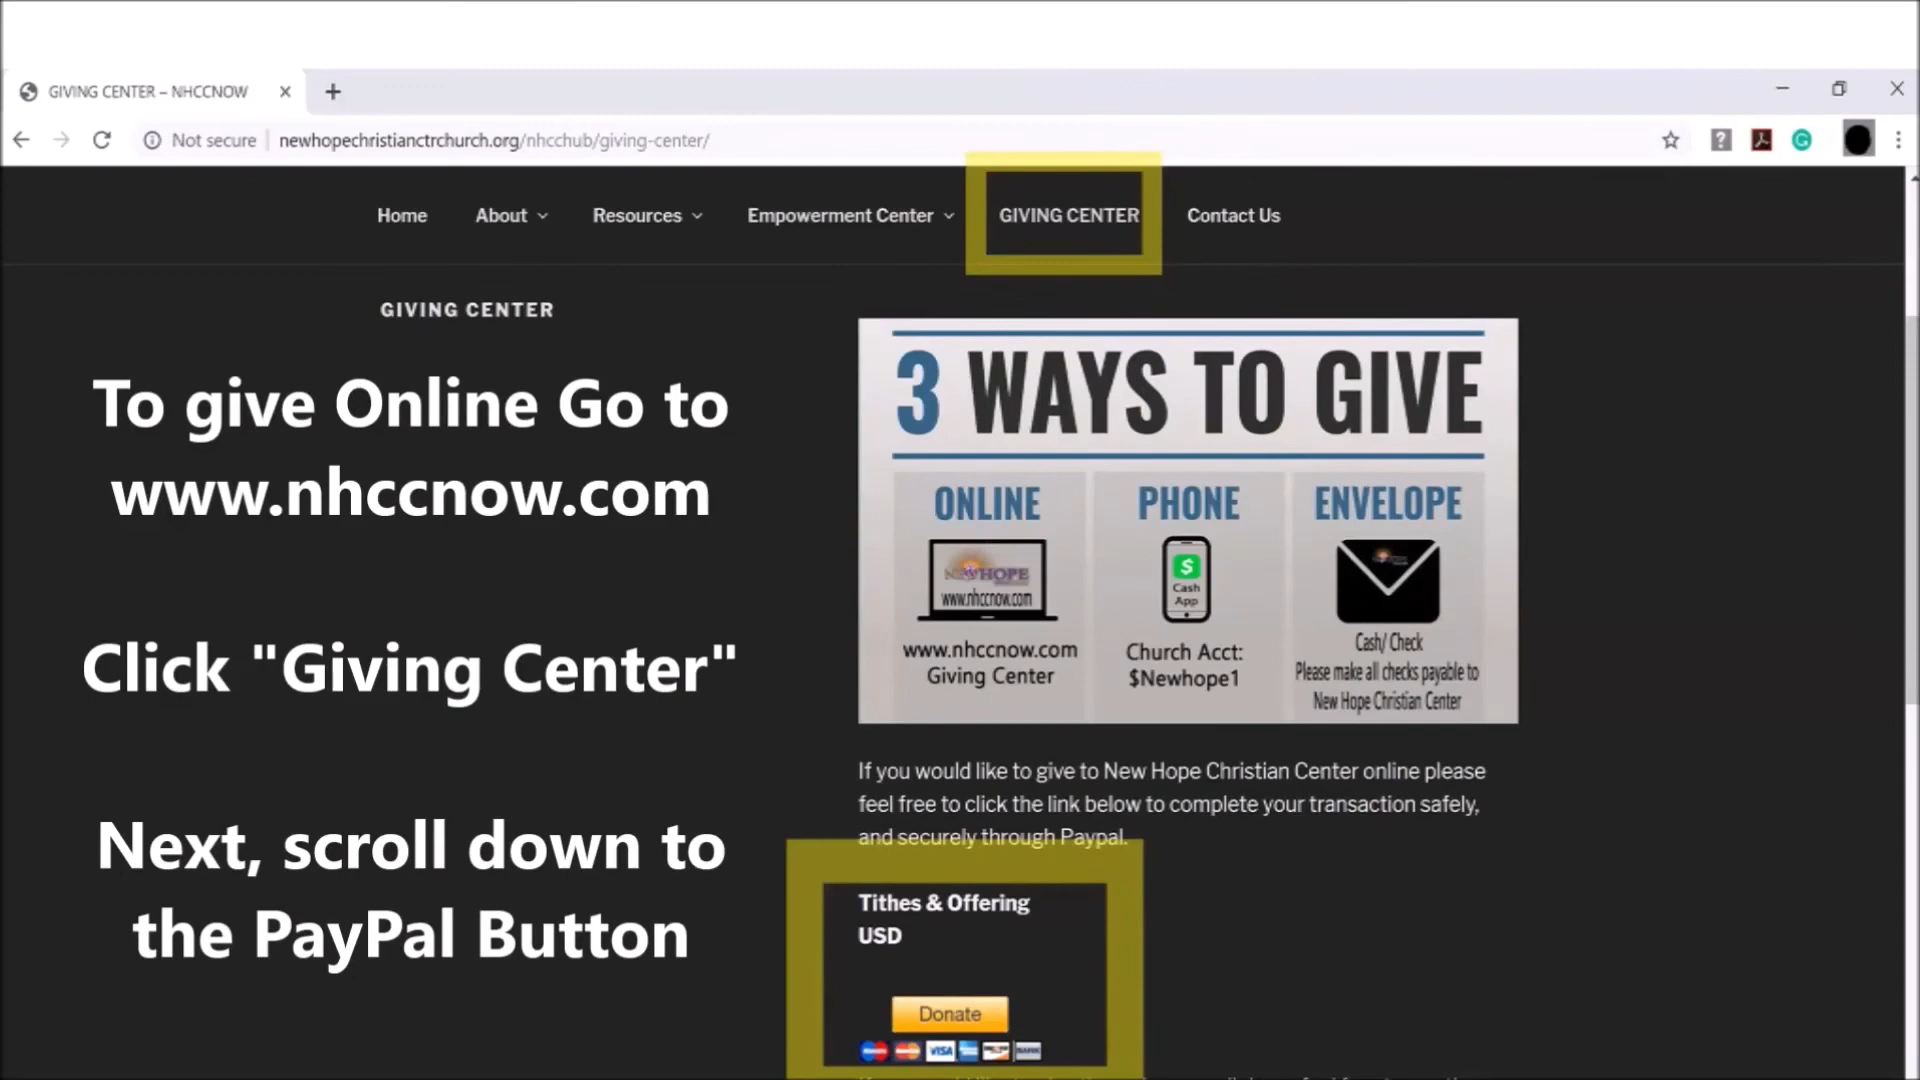 GIVING CENTER – NHCCNOW
Not secure
newhopechristianctrchurch.org/nhcchub/giving-center/
Home
About
Resources
Empowerment Center
GIVING CENTER
Contact Us
GIVING CENTER
To give Online Go to
www.nhccnow.com
Click "Giving Center"
Next, scroll down to
the PayPal Button
3 WAYS TO GIVE
ONLINE
NEWHOPE
www.nhccnow.com
www.nhccnow.com
Giving Center
PHONE
$
Cash
App
Church Acct:
$Newhope1
ENVELOPE
Cash/ Check
Please make all checks payable to
New Hope Christian Center
If you would like to give to New Hope Christian Center online please
feel free to click the link below to complete your transaction safely,
and securely through Paypal.
Tithes & Offering
USD
Donate
VISA